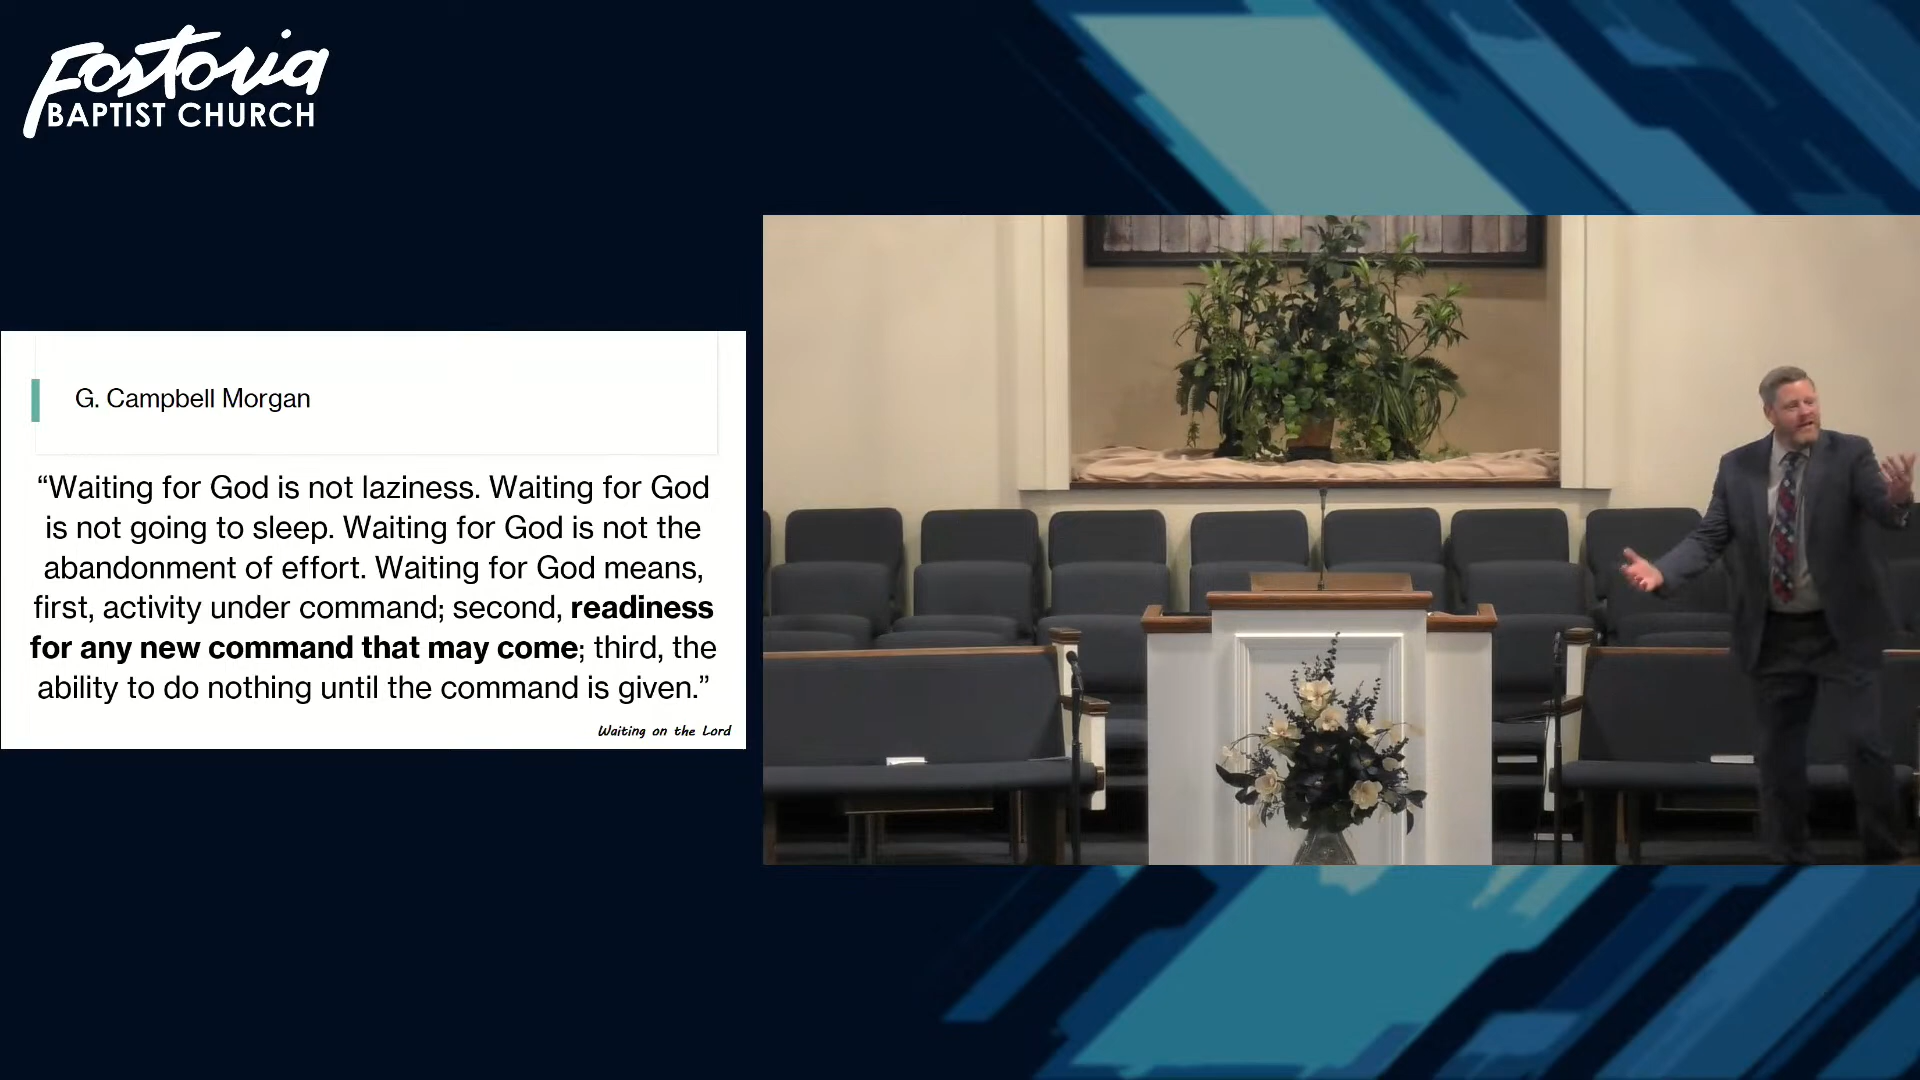 Fostoria
BAPTIST CHURCH
G. Campbell Morgan
“Waiting for God is not laziness. Waiting for God
is not going to sleep. Waiting for God is not the
abandonment of effort. Waiting for God means,
first, activity under command; second, readiness
for any new command that may come; third, the
ability to do nothing until the command is given.”
Waiting on the Lord